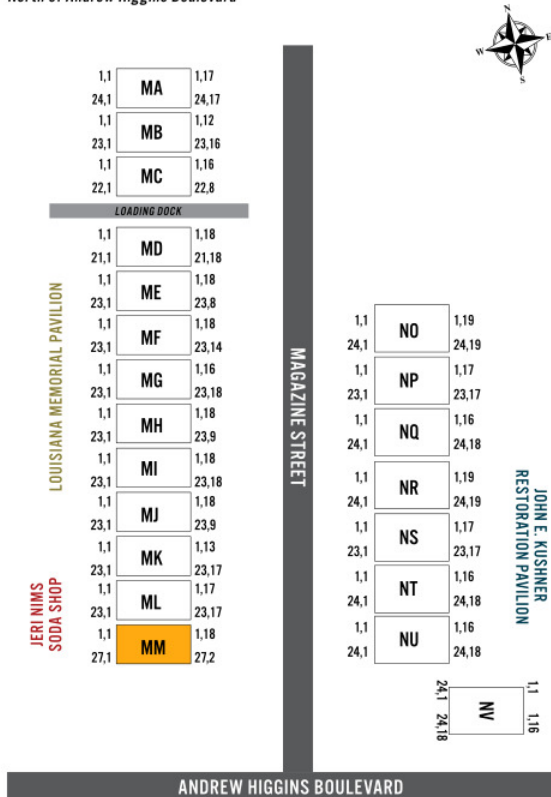 North of Andrew Higgins Boulevard
N
W E
S
1,1 MA 1,17
24,1 24,17
1,1 MB 1,12
23,1 23,16
1,1 MC 1,16
22,1 22,8
LOADING DOCK
1,1 MD 1,18
21,1 21,18
1,1 ME 1,18
23,1 23,8
1,1 MF 1,18
23,1 23,14
1,1 MG 1,16
23,1 23,18
1,1 MH 1,18
23,1 23,9
1,1 MI 1,18
23,1 23,18
1,1 MJ 1,18
23,1 23,9
1,1 MK 1,13
23,1 23,17
1,1 ML 1,17
23,1 23,17
1,1 MM 1,18
27,1 27,2
LOUISIANA MEMORIAL PAVILION
JERI NIMS
SODA SHOP
MAGAZINE STREET
1,1 NO 1,19
24,1 24,19
1,1 NP 1,17
23,1 23,17
1,1 NQ 1,16
24,1 24,18
1,1 NR 1,19
24,1 24,19
1,1 NS 1,17
23,1 23,17
1,1 NT 1,16
24,1 24,18
1,1 NU 1,16
24,1 24,18
JOHN E. KUSHNER
RESTORATION PAVILION
1,1 NV 1,16
24,1 24,18
ANDREW HIGGINS BOULEVARD